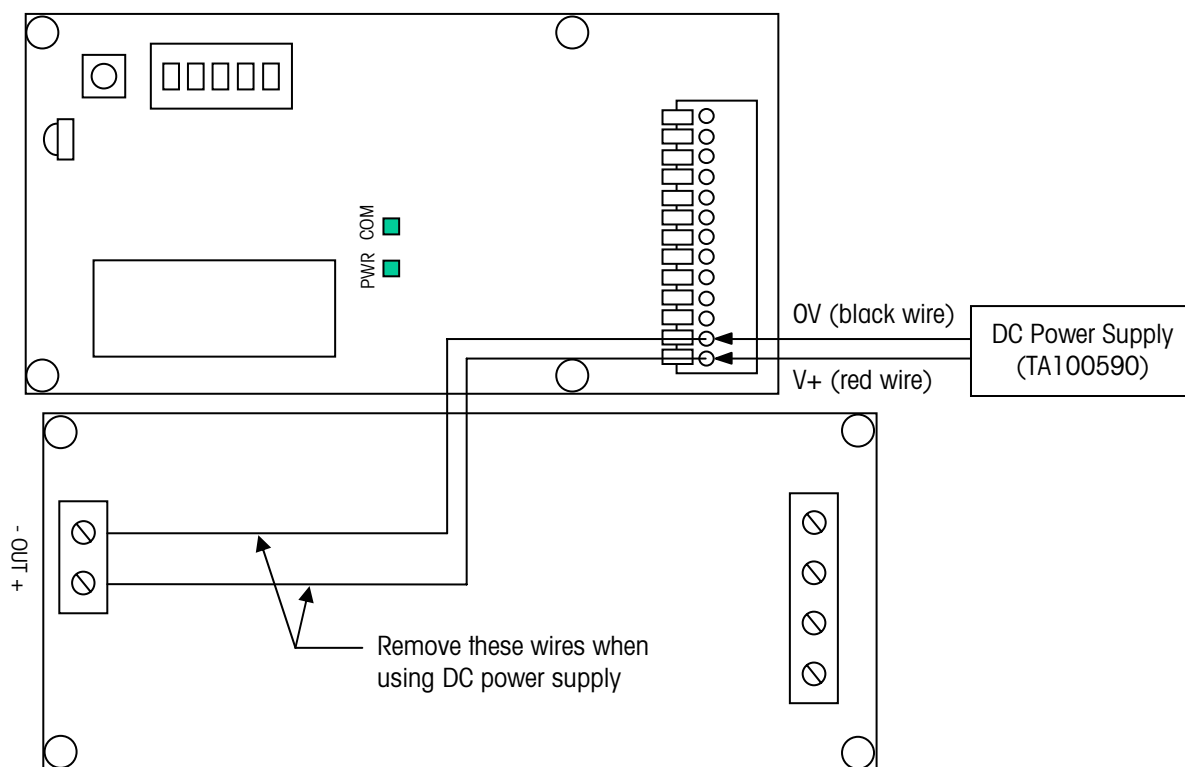 COM
PWR
0V (black wire)
DC Power Supply
(TA100590)
V+ (red wire)
- OUT +
Remove these wires when
using DC power supply